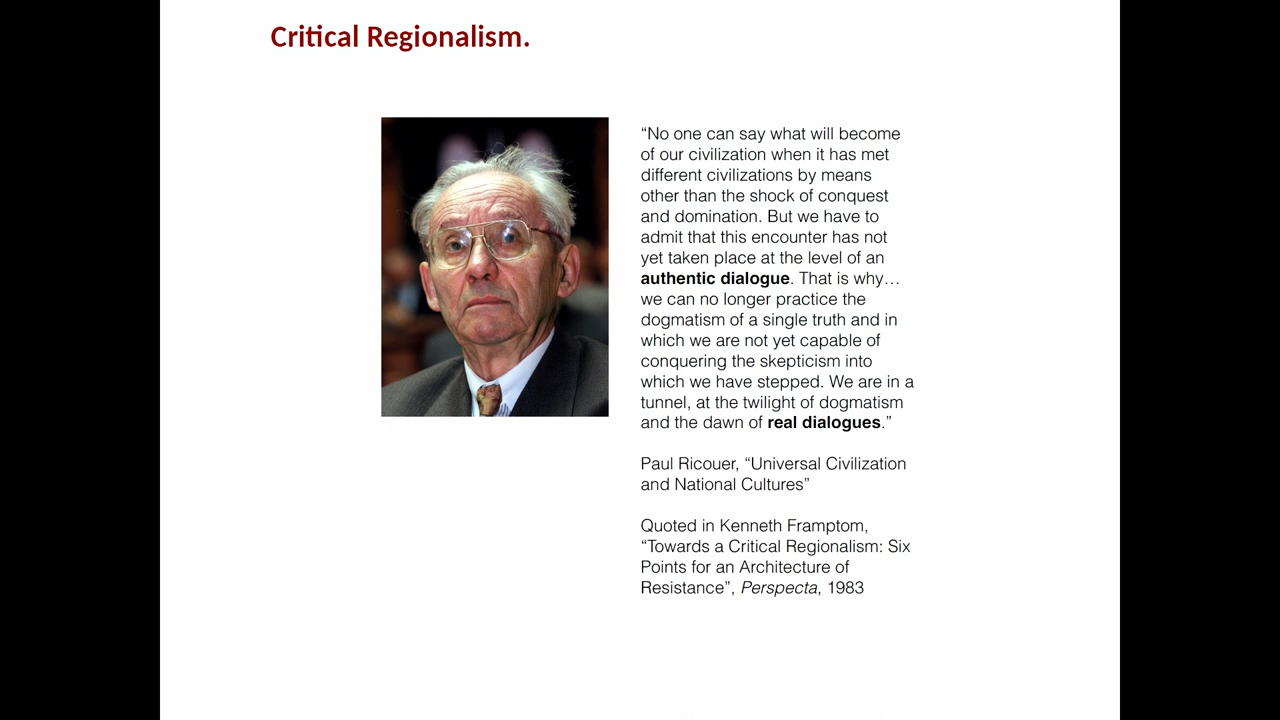 Critical Regionalism.
“No one can say what will become
of our civilization when it has met
different civilizations by means
other than the shock of conquest
and domination. But we have to
admit that this encounter has not
yet taken place at the level of an
authentic dialogue. That is why…
we can no longer practice the
dogmatism of a single truth and in
which we are not yet capable of
conquering the skepticism into
which we have stepped. We are in a
tunnel, at the twilight of dogmatism
and the dawn of real dialogues.”
Paul Ricouer, “Universal Civilization
and National Cultures”
Quoted in Kenneth Framptom,
“Towards a Critical Regionalism: Six
Points for an Architecture of
Resistance”, Perspecta, 1983